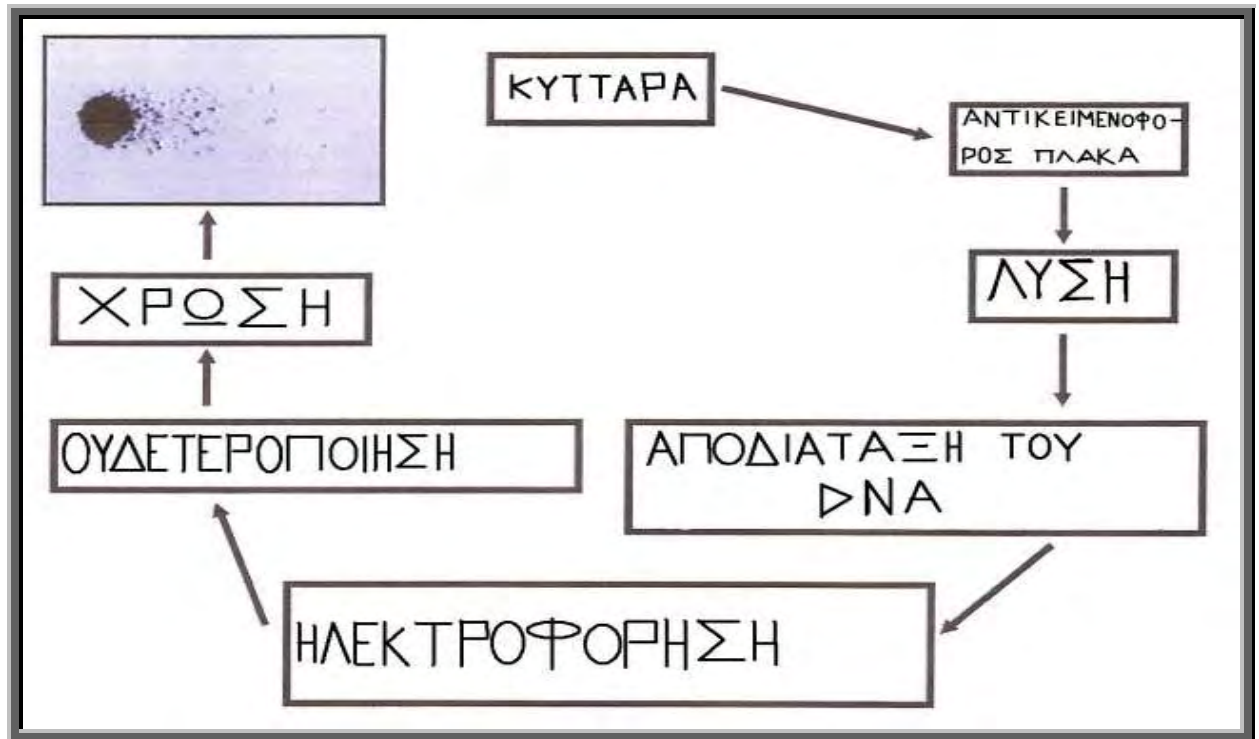 ΚΥΤΤΑΡΑ
ΑΝΤΙΚΕΙΜΕΝΟΦΟ-
ΡΟΣ ΠΛΑΚΑ
ΛΥΣΗ
ΑΠΟΔΙΑΤΑΞΗ ΤΟΥ
DNA
ΗΛΕΚΤΡΟΦΟΡΗΣΗ
ΟΥΔΕΤΕΡΟΠΟΙΗΣΗ
ΧΡΩΣΗ